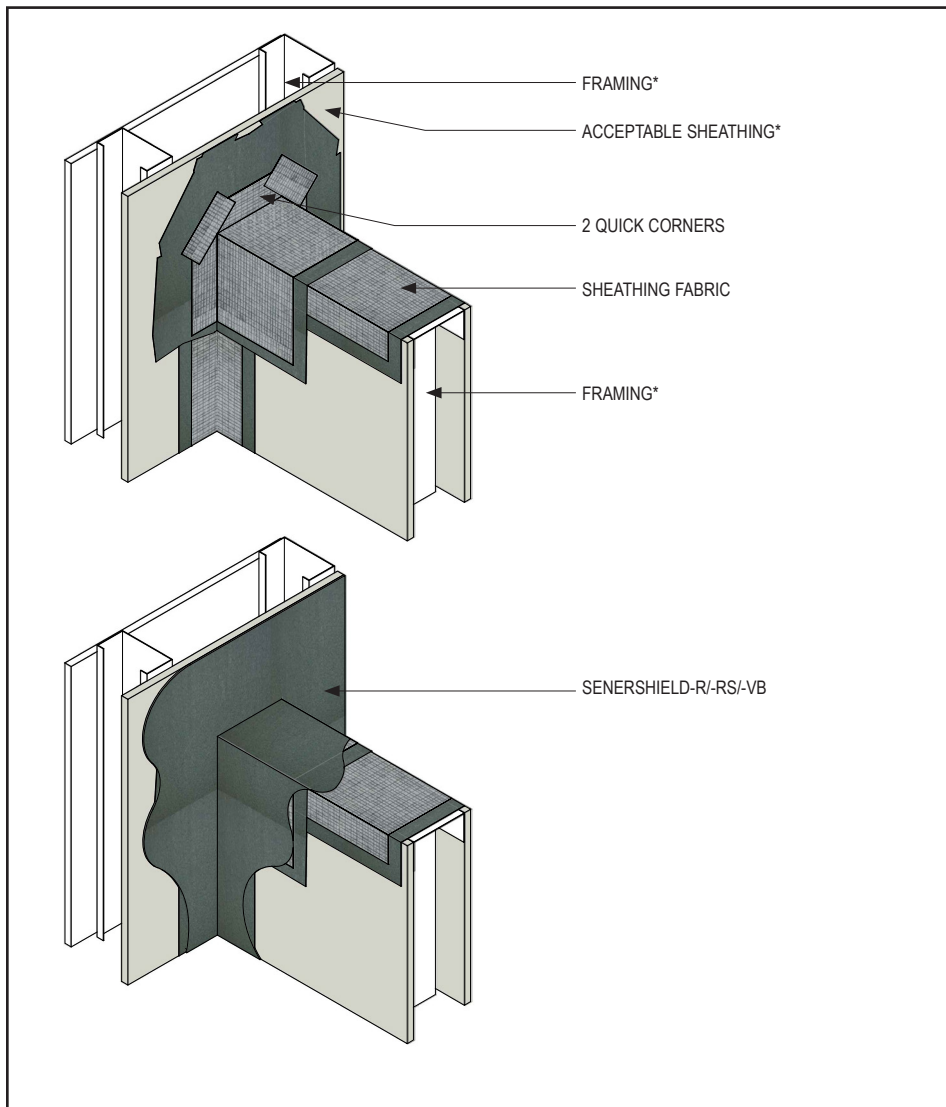 FRAMING*
ACCEPTABLE SHEATHING*
2 QUICK CORNERS
SHEATHING FABRIC
FRAMING*
SENERSHIELD-R/-RS/-VB